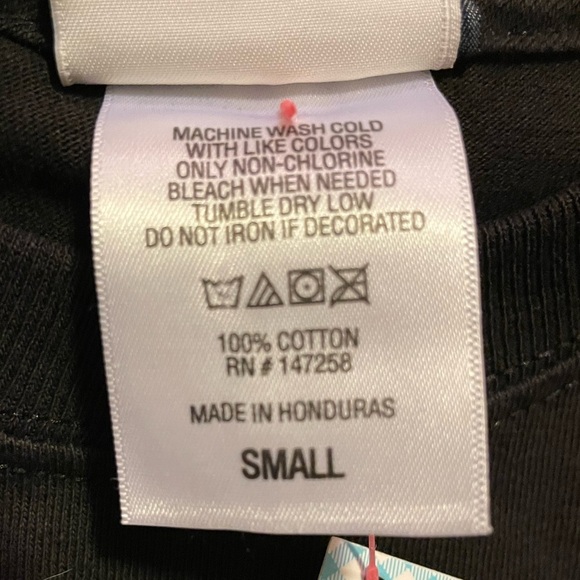 MACHINE WASH COLD
WITH LIKE COLORS
ONLY NON-CHLORINE
BLEACH WHEN NEEDED
TUMBLE DRY LOW
DO NOT IRON IF DECORATED
100% COTTON
RN # 147258
MADE IN HONDURAS
SMALL